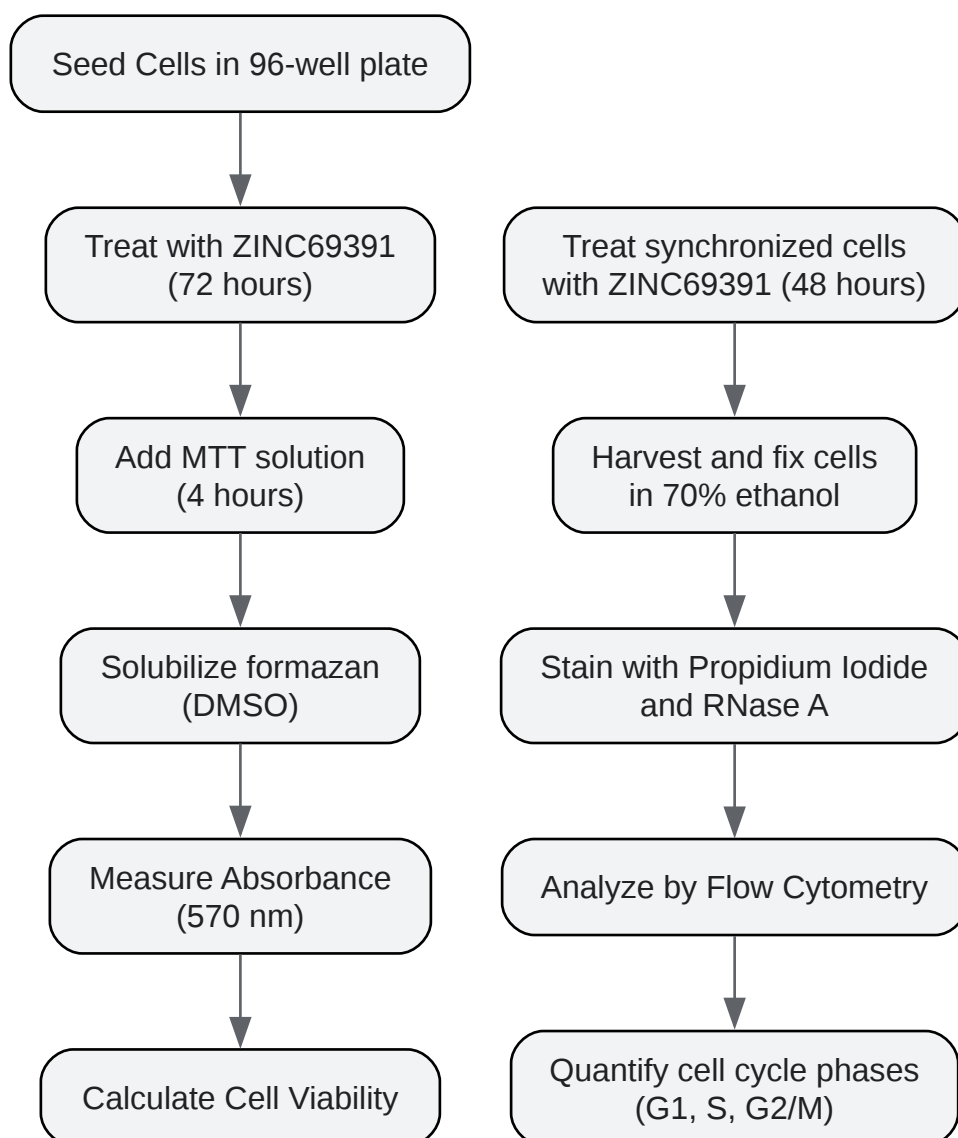 Seed Cells in 96-well plate
Treat with ZINC69391
(72 hours)
Add MTT solution
(4 hours)
Solubilize formazan
(DMSO)
Measure Absorbance
(570 nm)
Calculate Cell Viability
Treat synchronized cells
with ZINC69391 (48 hours)
Harvest and fix cells
in 70% ethanol
Stain with Propidium Iodide
and RNase A
Analyze by Flow Cytometry
Quantify cell cycle phases
(G1, S, G2/M)